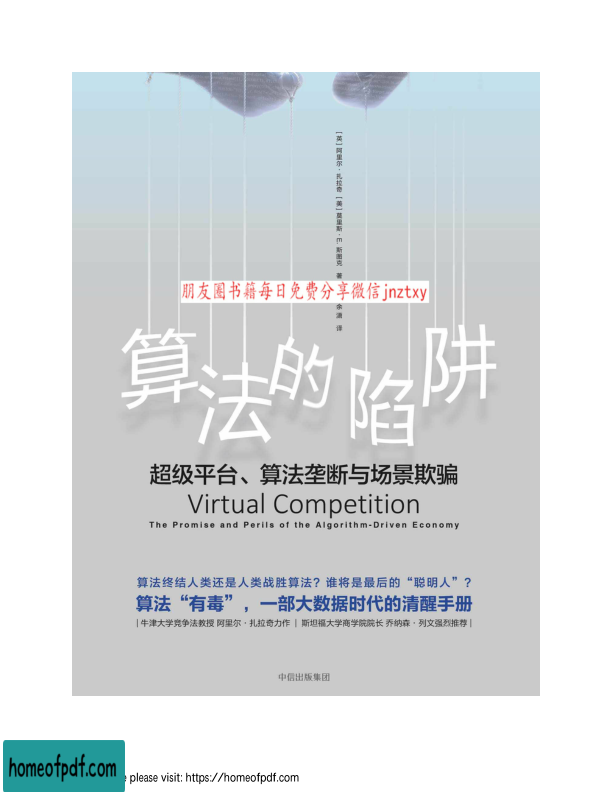 [英] 阿里尔·扎拉奇 [美] 莫里斯·E. 斯图克 著
余潇 译
朋友圈书籍每日免费分享微信jnztxy
算法的陷阱
超级平台、算法垄断与场景欺骗
Virtual Competition
The Promise and Perils of the Algorithm-Driven Economy
算法终结人类还是人类战胜算法？谁将是最后的“聪明人”？
算法“有毒”，一部大数据时代的清醒手册
| 牛津大学竞争法教授 阿里尔·扎拉奇力作 | 斯坦福大学商学院院长 乔纳森·列文强烈推荐 |
中信出版集团
homeofpdf.com
please visit: https://homeofpdf.com